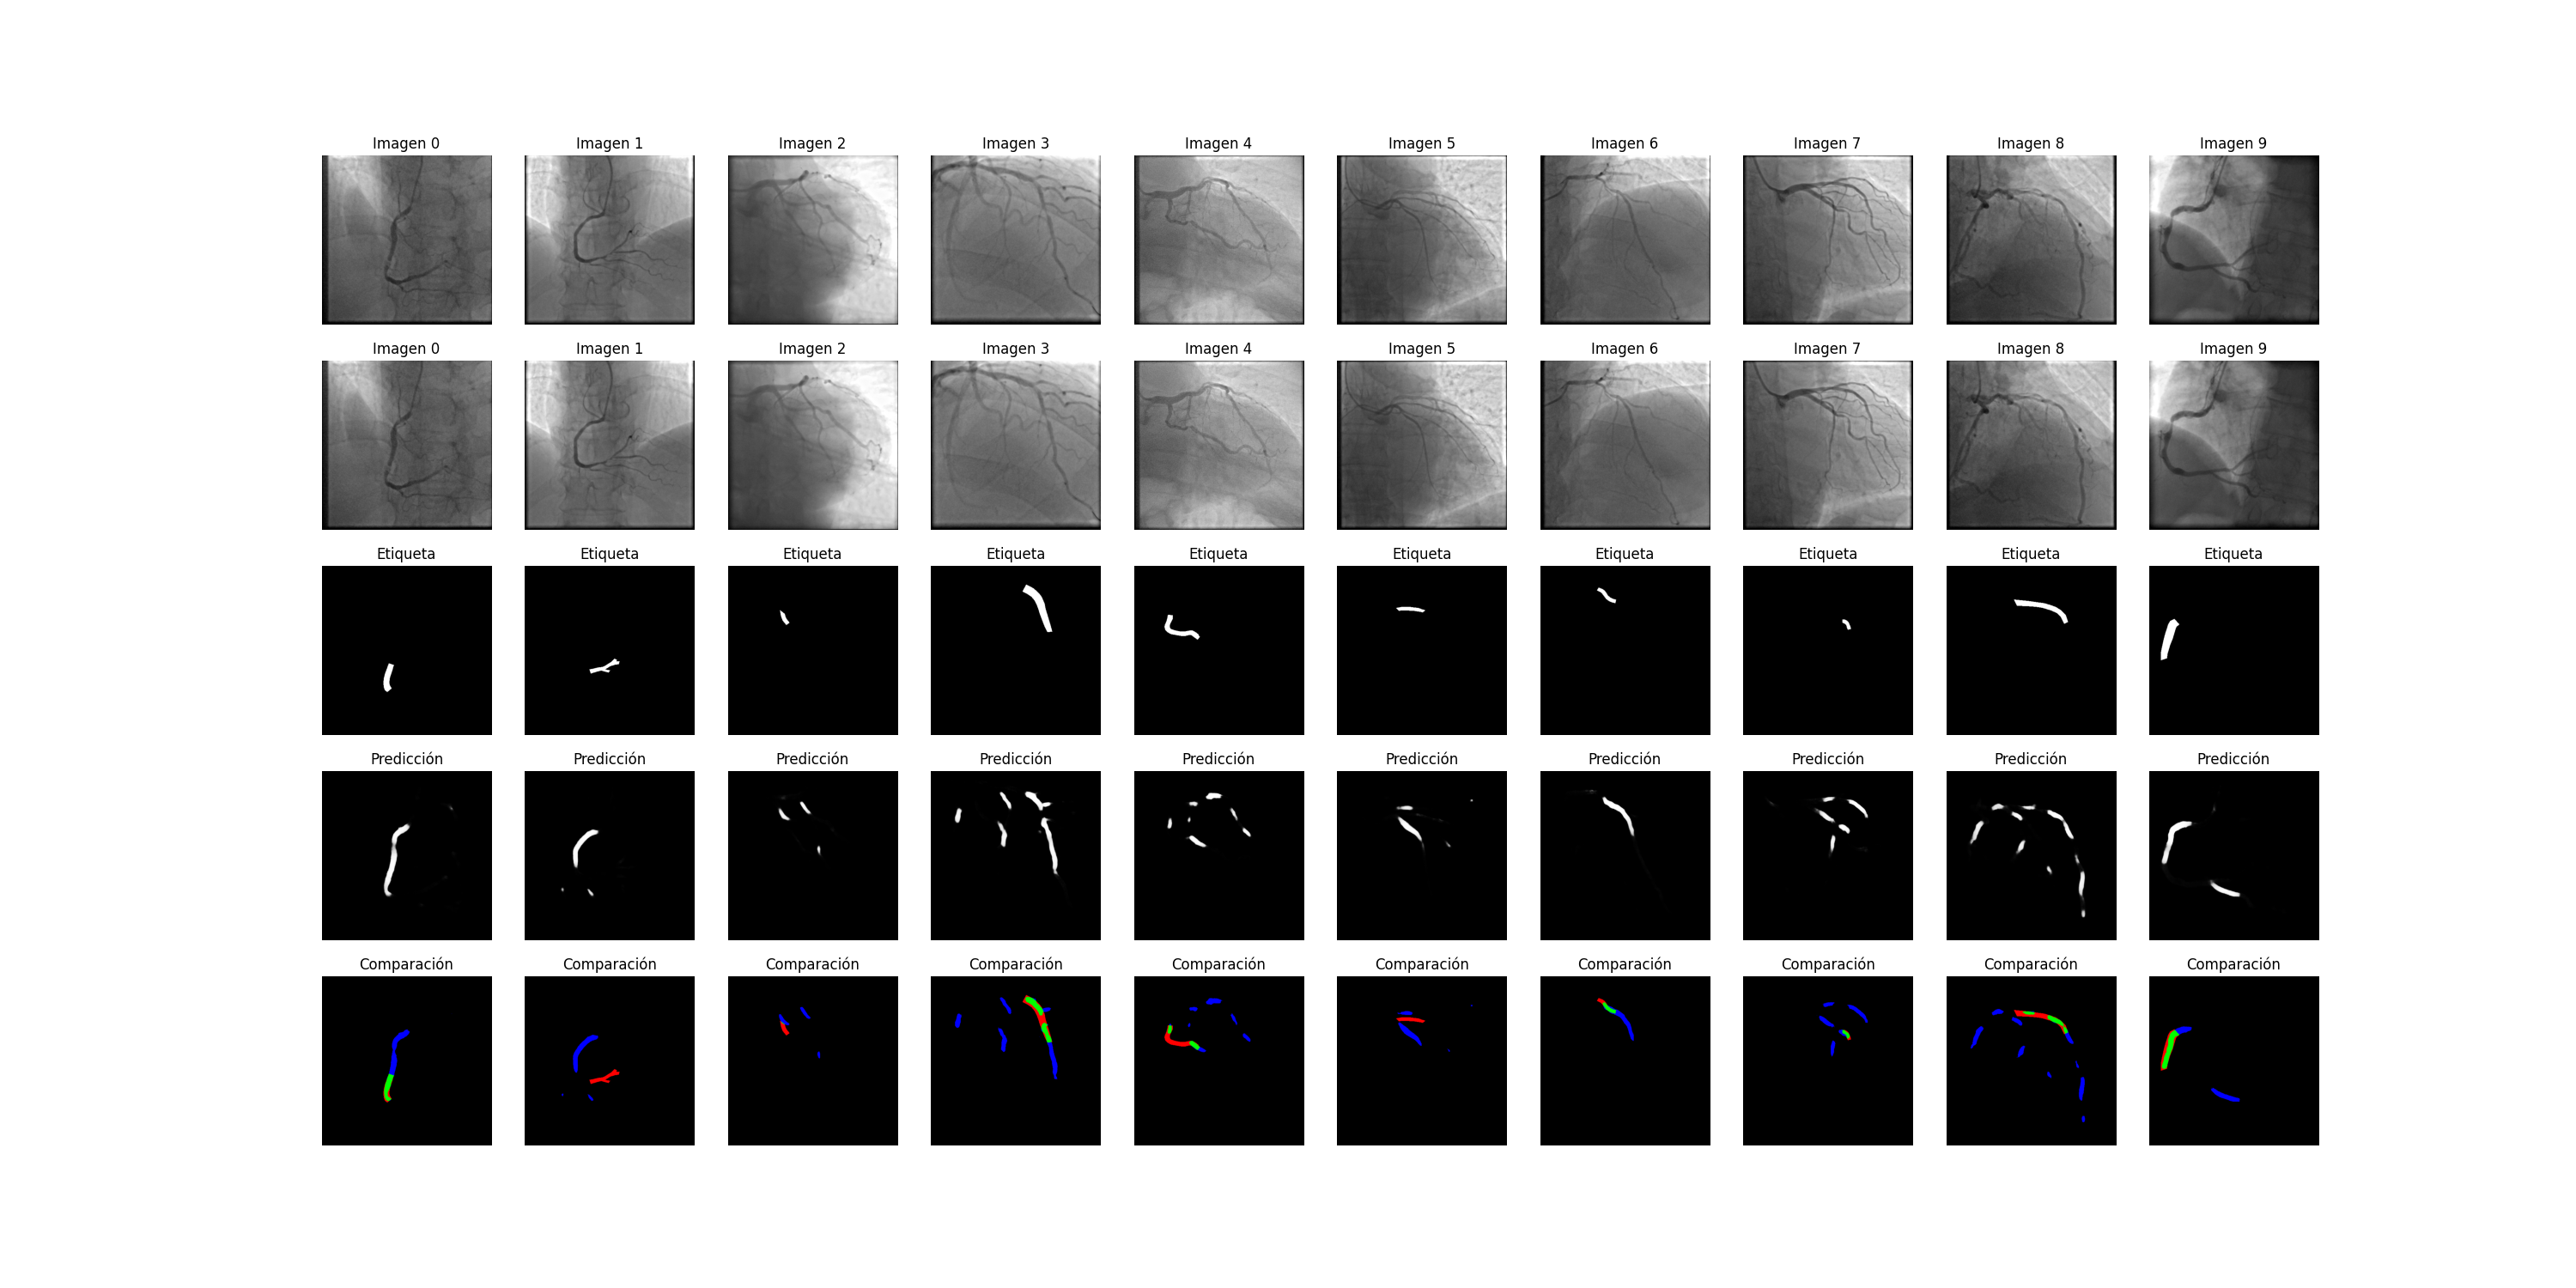 Imagen 0 Imagen 1 Imagen 2 Imagen 3 Imagen 4 Imagen 5 Imagen 6 Imagen 7 Imagen 8 Imagen 9
Imagen 0 Imagen 1 Imagen 2 Imagen 3 Imagen 4 Imagen 5 Imagen 6 Imagen 7 Imagen 8 Imagen 9
Etiqueta Etiqueta Etiqueta Etiqueta Etiqueta Etiqueta Etiqueta Etiqueta Etiqueta Etiqueta
Predicción Predicción Predicción Predicción Predicción Predicción Predicción Predicción Predicción Predicción
Comparación Comparación Comparación Comparación Comparación Comparación Comparación Comparación Comparación Comparación